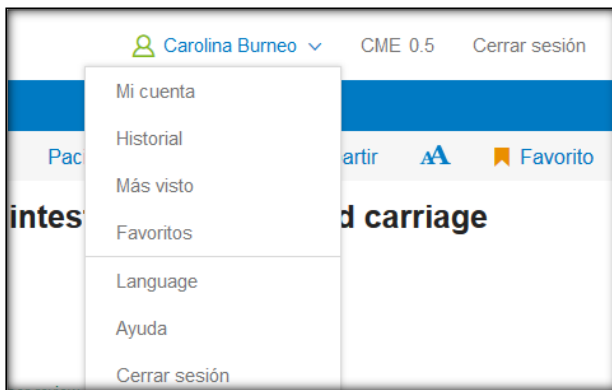 Carolina Burneo CME 0.5 Cerrar sesión
Mi cuenta
Historial
Pac artir AA Favorito
Más visto
intes d carriage
Favoritos
Language
Ayuda
Cerrar sesión